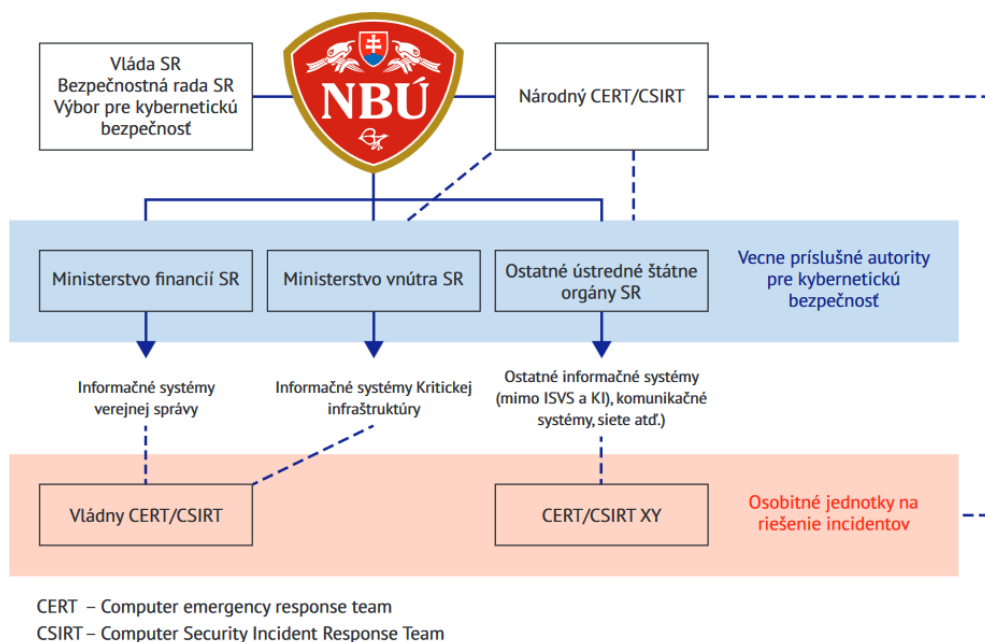 Vláda SR
Bezpečnostná rada SR
Výbor pre kybernetickú
bezpečnosť
NBÚ
Národný CERT/CSIRT
Ministerstvo financií SR
Ministerstvo vnútra SR
Ostatné ústredné štátne
orgány SR
Vecne príslušné autority
pre kybernetickú
bezpečnosť
Informačné systémy
verejnej správy
Informačné systémy Kritickej
infraštruktúry
Ostatné informačné systémy
(mimo ISVS a KI), komunikačné
systémy, siete atď.)
Vládny CERT/CSIRT
CERT/CSIRT XY
Osobitné jednotky na
riešenie incidentov
CERT – Computer emergency response team
CSIRT – Computer Security Incident Response Team